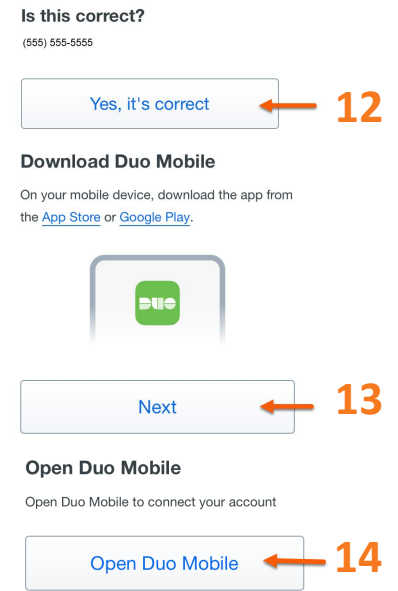 Is this correct?
(555) 555-5555
Yes, it's correct
12
Download Duo Mobile
On your mobile device, download the app from
the App Store or Google Play.
DUO
Next
13
Open Duo Mobile
Open Duo Mobile to connect your account
Open Duo Mobile
14